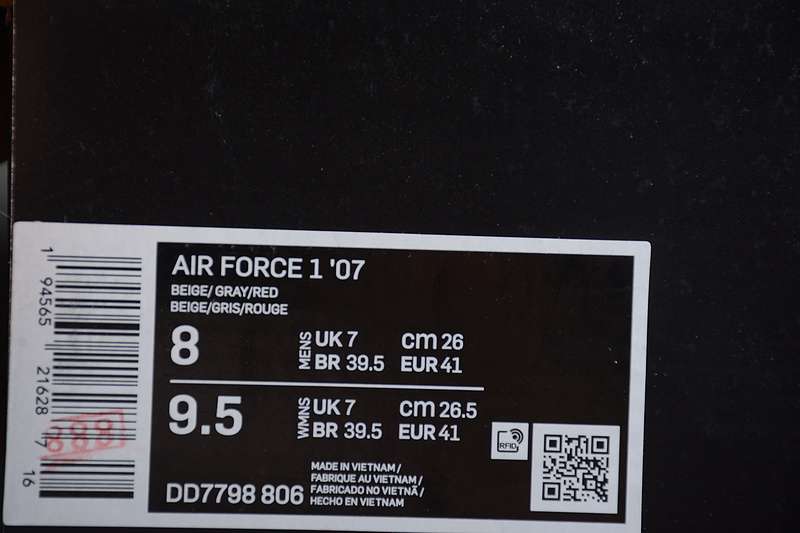 AIR FORCE 1 '07
BEIGE/ GRAY/RED
BEIGE/GRIS/ROUGE
8 MENS UK 7 cm 26
BR 39.5 EUR 41
9.5 WMNS UK 7 cm 26.5
BR 39.5 EUR 41
RFID
MADE IN VIETNAM /
FABRIQUE AU VIETNAM /
FABRICADO NO VIETNÃ /
HECHO EN VIETNAM
DD7798 806
1 94565 21628 7 16
888